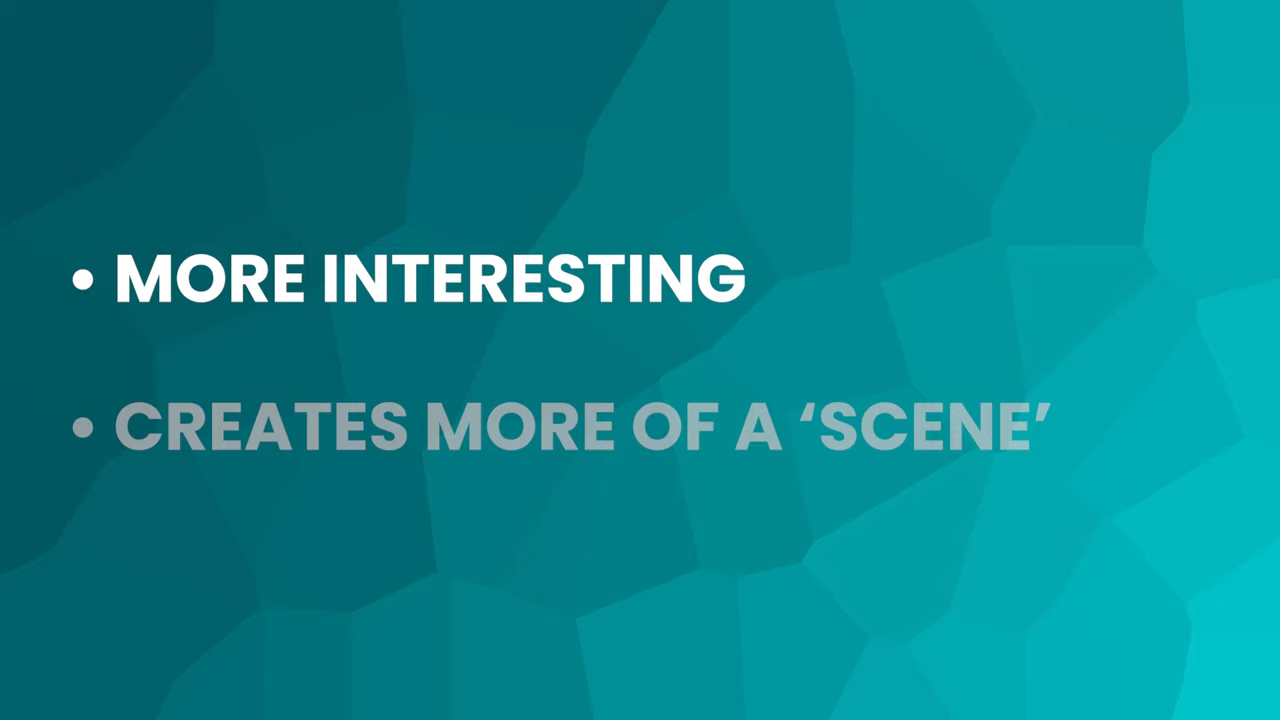 • MORE INTERESTING
• CREATES MORE OF A ‘SCENE’